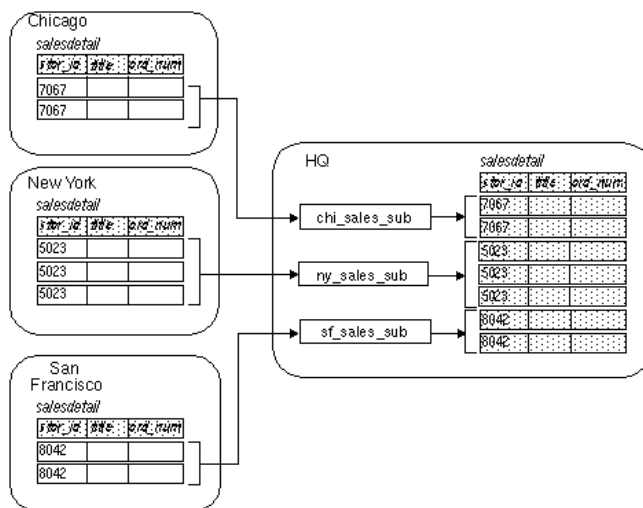 Chicago
salesdetail
stor_id title ord_num
7067
7067
New York
salesdetail
stor_id title ord_num
5023
5023
5023
San
Francisco
salesdetail
stor_id title ord_num
8042
8042
HQ
salesdetail
stor_id title ord_num
chi_sales_sub
ny_sales_sub
sf_sales_sub
7067
7067
5023
5023
5023
8042
8042